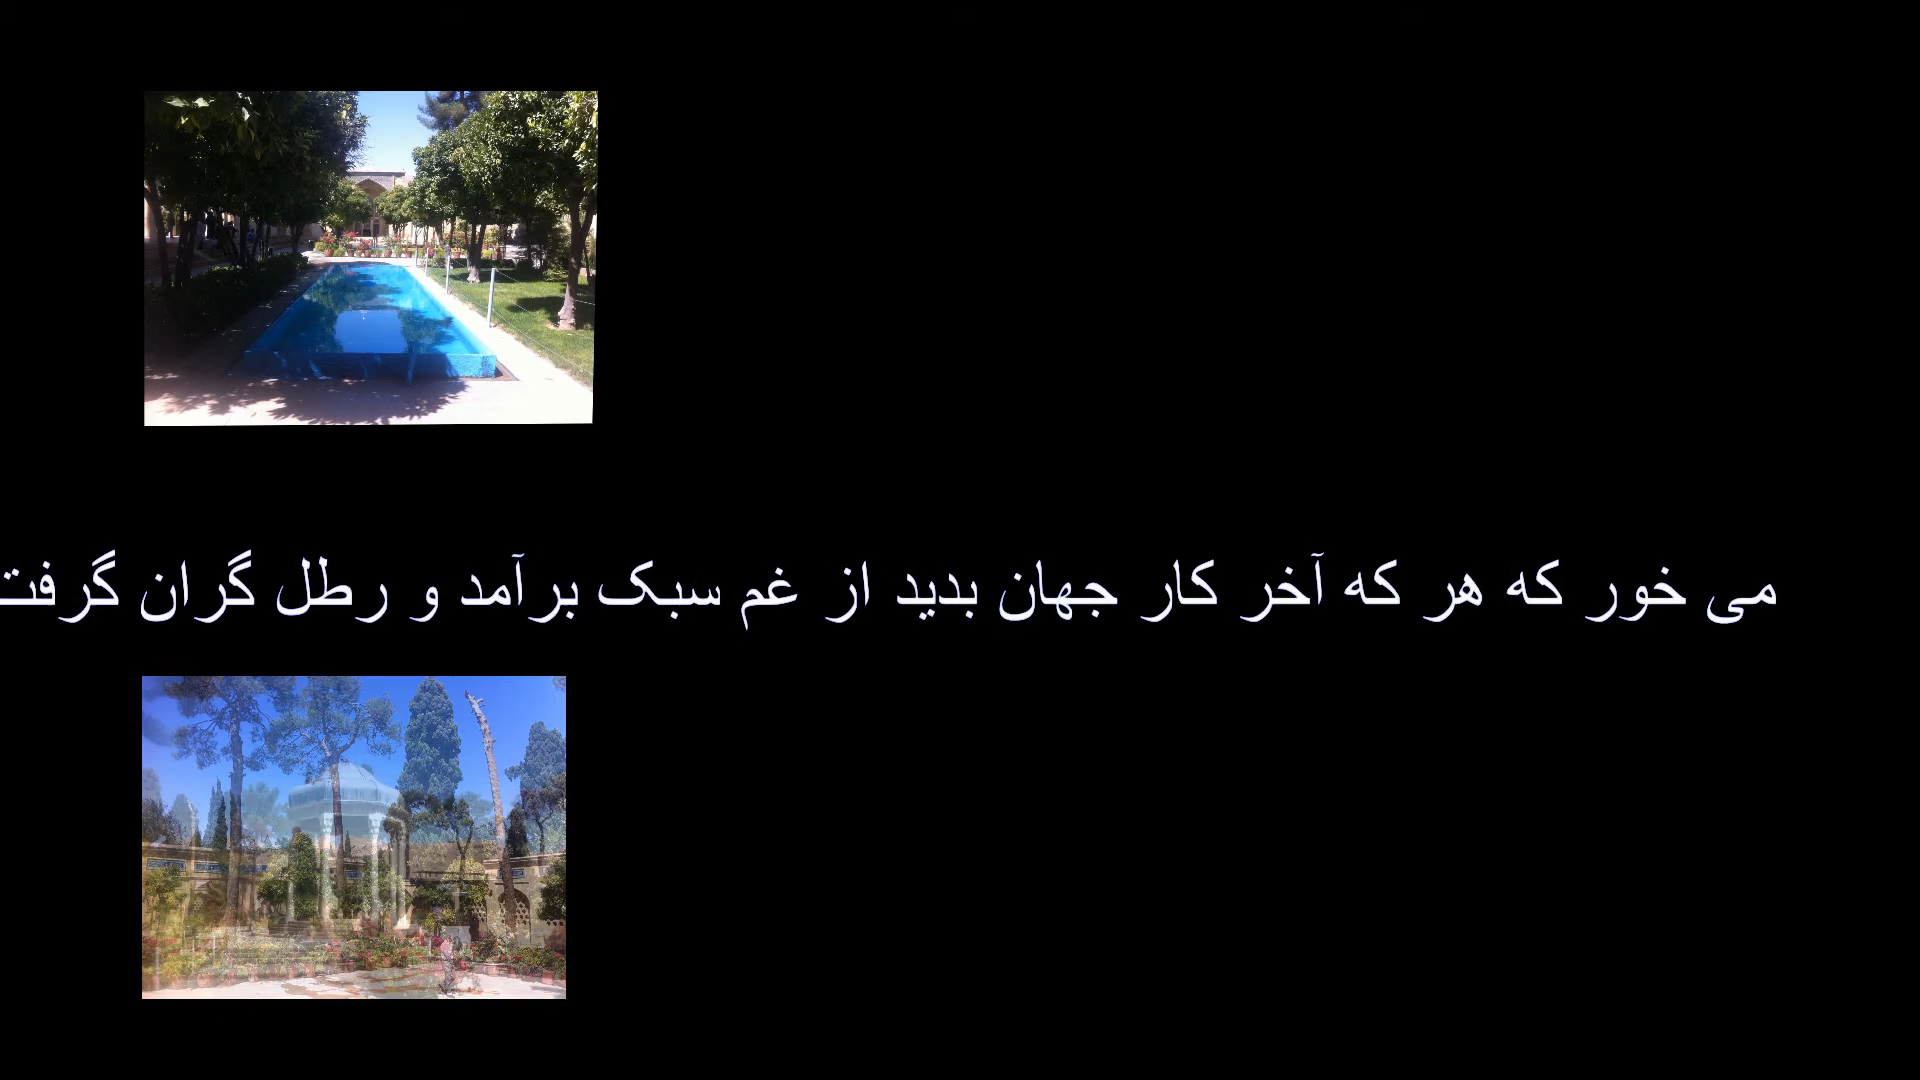 می خور که هر که آخر کار جهان بدید از غم سبک برآمد و رطل گران گرفت